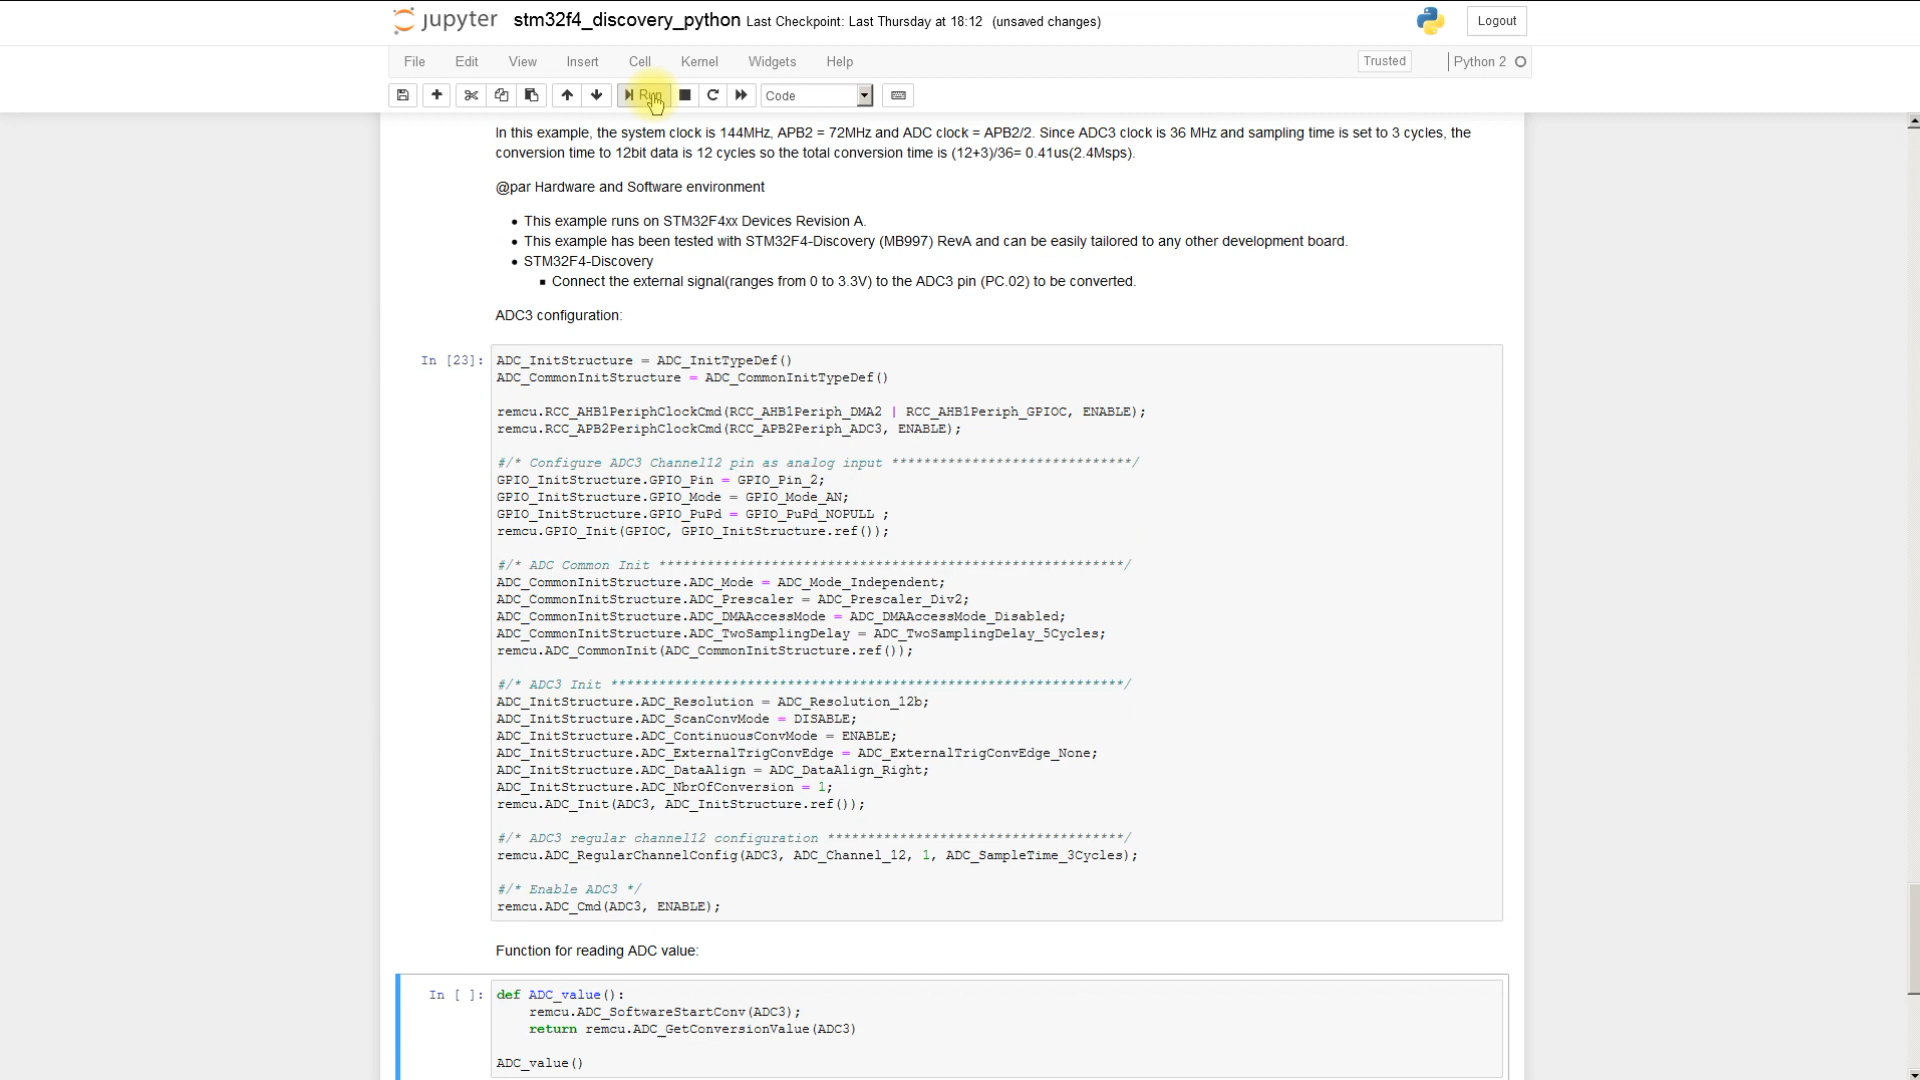 jupyter stm32f4_discovery_python Last Checkpoint: Last Thursday at 18:12 (unsaved changes) Logout
File Edit View Insert Cell Kernel Widgets Help Trusted Python 2
Run Code
In this example, the system clock is 144MHz, APB2 = 72MHz and ADC clock = APB2/2. Since ADC3 clock is 36 MHz and sampling time is set to 3 cycles, the
conversion time to 12bit data is 12 cycles so the total conversion time is (12+3)/36= 0.41us(2.4Msps).
@par Hardware and Software environment
• This example runs on STM32F4xx Devices Revision A.
• This example has been tested with STM32F4-Discovery (MB997) RevA and can be easily tailored to any other development board.
• STM32F4-Discovery
▪ Connect the external signal(ranges from 0 to 3.3V) to the ADC3 pin (PC.02) to be converted.
ADC3 configuration:
In [23]: ADC_InitStructure = ADC_InitTypeDef()
ADC_CommonInitStructure = ADC_CommonInitTypeDef()
remcu.RCC_AHB1PeriphClockCmd(RCC_AHB1Periph_DMA2 | RCC_AHB1Periph_GPIOC, ENABLE);
remcu.RCC_APB2PeriphClockCmd(RCC_APB2Periph_ADC3, ENABLE);
#/* Configure ADC3 Channel12 pin as analog input ******************************/
GPIO_InitStructure.GPIO_Pin = GPIO_Pin_2;
GPIO_InitStructure.GPIO_Mode = GPIO_Mode_AN;
GPIO_InitStructure.GPIO_PuPd = GPIO_PuPd_NOPULL ;
remcu.GPIO_Init(GPIOC, GPIO_InitStructure.ref());
#/* ADC Common Init **********************************************************/
ADC_CommonInitStructure.ADC_Mode = ADC_Mode_Independent;
ADC_CommonInitStructure.ADC_Prescaler = ADC_Prescaler_Div2;
ADC_CommonInitStructure.ADC_DMAAccessMode = ADC_DMAAccessMode_Disabled;
ADC_CommonInitStructure.ADC_TwoSamplingDelay = ADC_TwoSamplingDelay_5Cycles;
remcu.ADC_CommonInit(ADC_CommonInitStructure.ref());
#/* ADC3 Init ****************************************************************/
ADC_InitStructure.ADC_Resolution = ADC_Resolution_12b;
ADC_InitStructure.ADC_ScanConvMode = DISABLE;
ADC_InitStructure.ADC_ContinuousConvMode = ENABLE;
ADC_InitStructure.ADC_ExternalTrigConvEdge = ADC_ExternalTrigConvEdge_None;
ADC_InitStructure.ADC_DataAlign = ADC_DataAlign_Right;
ADC_InitStructure.ADC_NbrOfConversion = 1;
remcu.ADC_Init(ADC3, ADC_InitStructure.ref());
#/* ADC3 regular channel12 configuration *************************************/
remcu.ADC_RegularChannelConfig(ADC3, ADC_Channel_12, 1, ADC_SampleTime_3Cycles);
#/* Enable ADC3 */
remcu.ADC_Cmd(ADC3, ENABLE);
Function for reading ADC value:
In [ ]: def ADC_value():
remcu.ADC_SoftwareStartConv(ADC3);
return remcu.ADC_GetConversionValue(ADC3)
ADC_value()